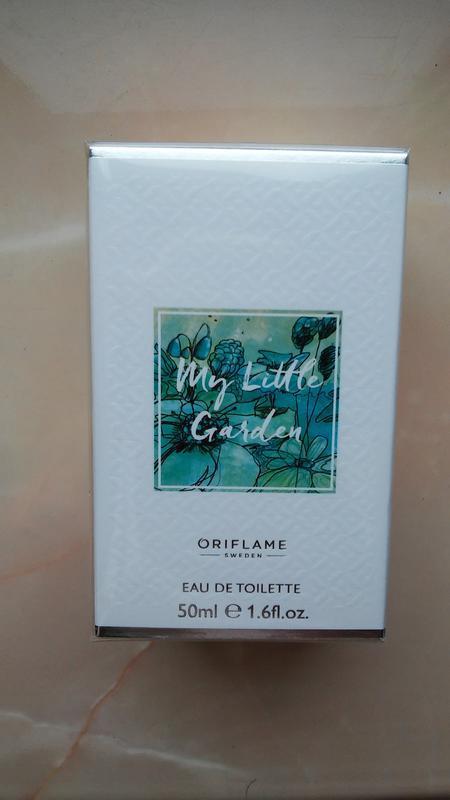 My Little
Garden
ORIFLAME
SWEDEN
EAU DE TOILETTE
50ml ℮ 1.6fl.oz.